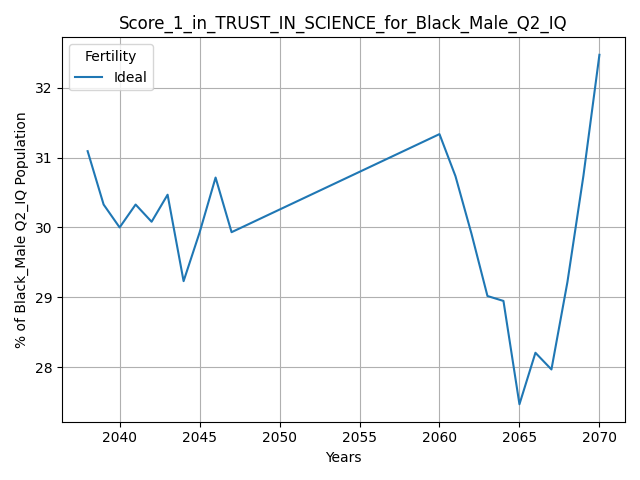 Score_1_in_TRUST_IN_SCIENCE_for_Black_Male_Q2_IQ
Fertility
Ideal
% of Black_Male Q2_IQ Population
32
31
30
29
28
2040 2045 2050 2055 2060 2065 2070
Years